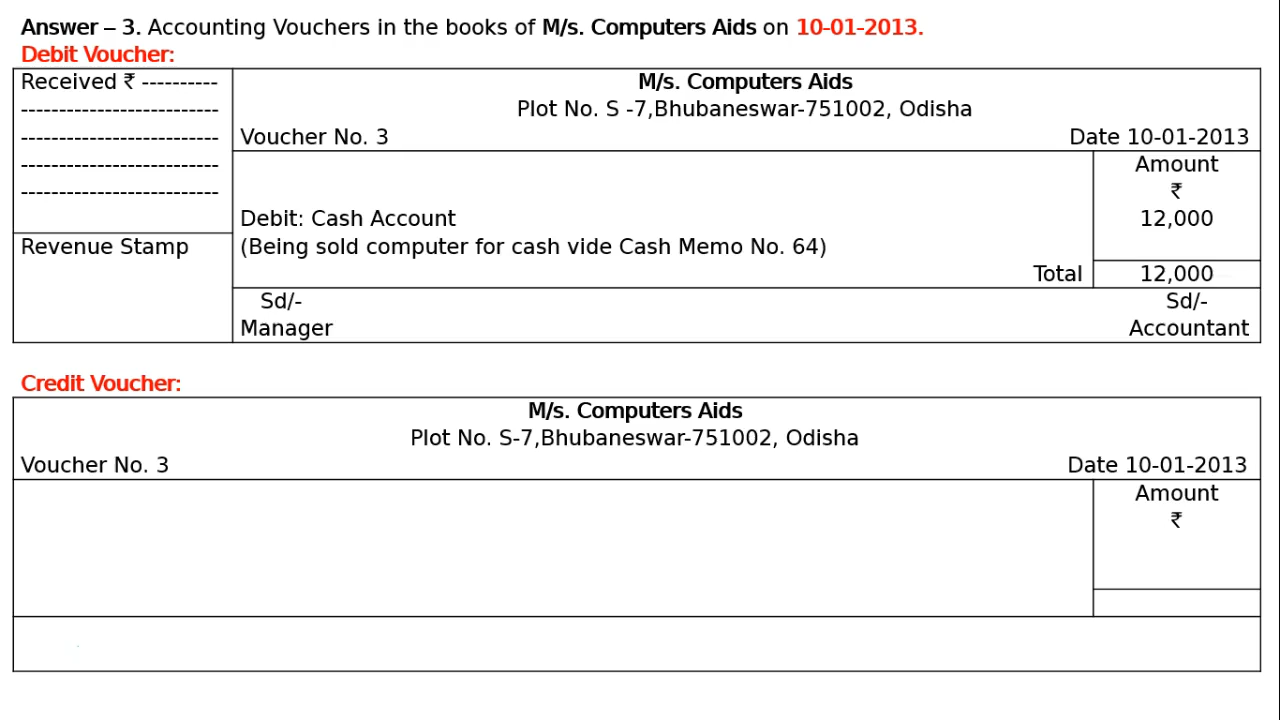 Answer – 3. Accounting Vouchers in the books of M/s. Computers Aids on 10-01-2013.
Debit Voucher:
Received ₹ ----------
--------------------------
--------------------------
--------------------------
--------------------------
Revenue Stamp
M/s. Computers Aids
Plot No. S -7,Bhubaneswar-751002, Odisha
Voucher No. 3 Date 10-01-2013
Amount
₹
Debit: Cash Account 12,000
(Being sold computer for cash vide Cash Memo No. 64)
Total 12,000
Sd/- Sd/-
Manager Accountant
Credit Voucher:
M/s. Computers Aids
Plot No. S-7,Bhubaneswar-751002, Odisha
Voucher No. 3 Date 10-01-2013
Amount
₹